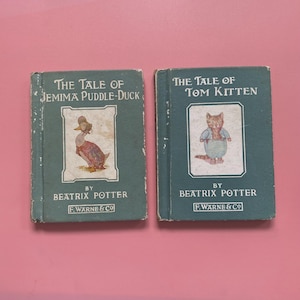 THE TALE OF
JEMIMA PUDDLE-DUCK
BY
BEATRIX POTTER
F. WARNE & Co
THE TALE OF
TOM KITTEN
BY
BEATRIX POTTER
F. WARNE & Co